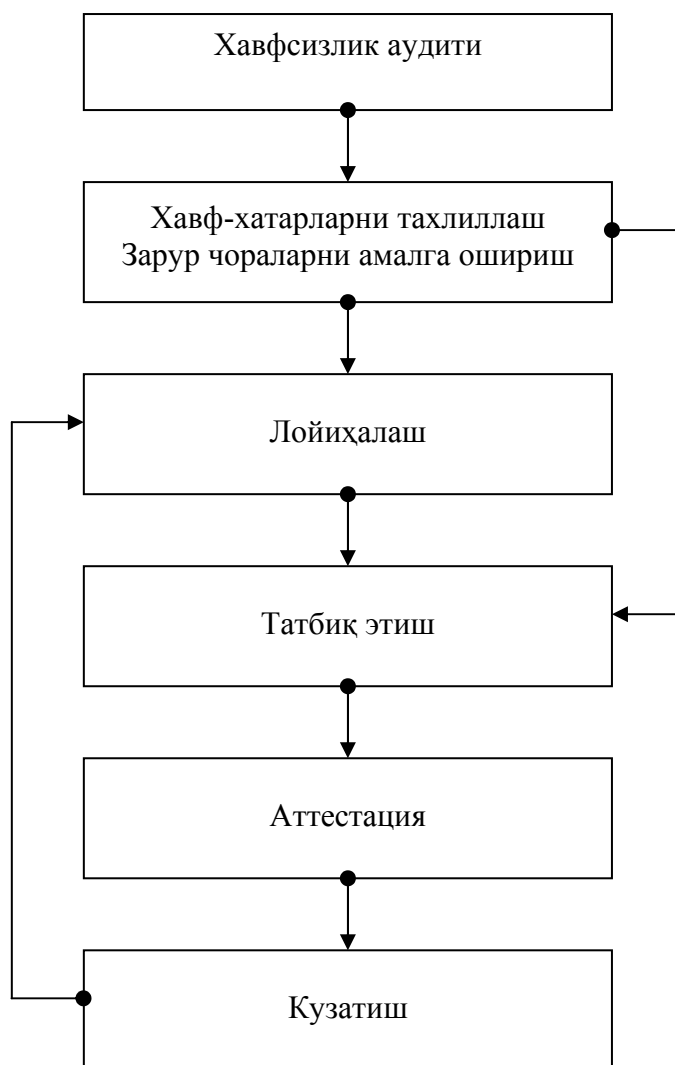 Хавфсизлик аудити
Хавф-хатарларни тахлиллаш
Зарур чораларни амалга ошириш
Лойиҳалаш
Татбиқ этиш
Аттестация
Кузатиш